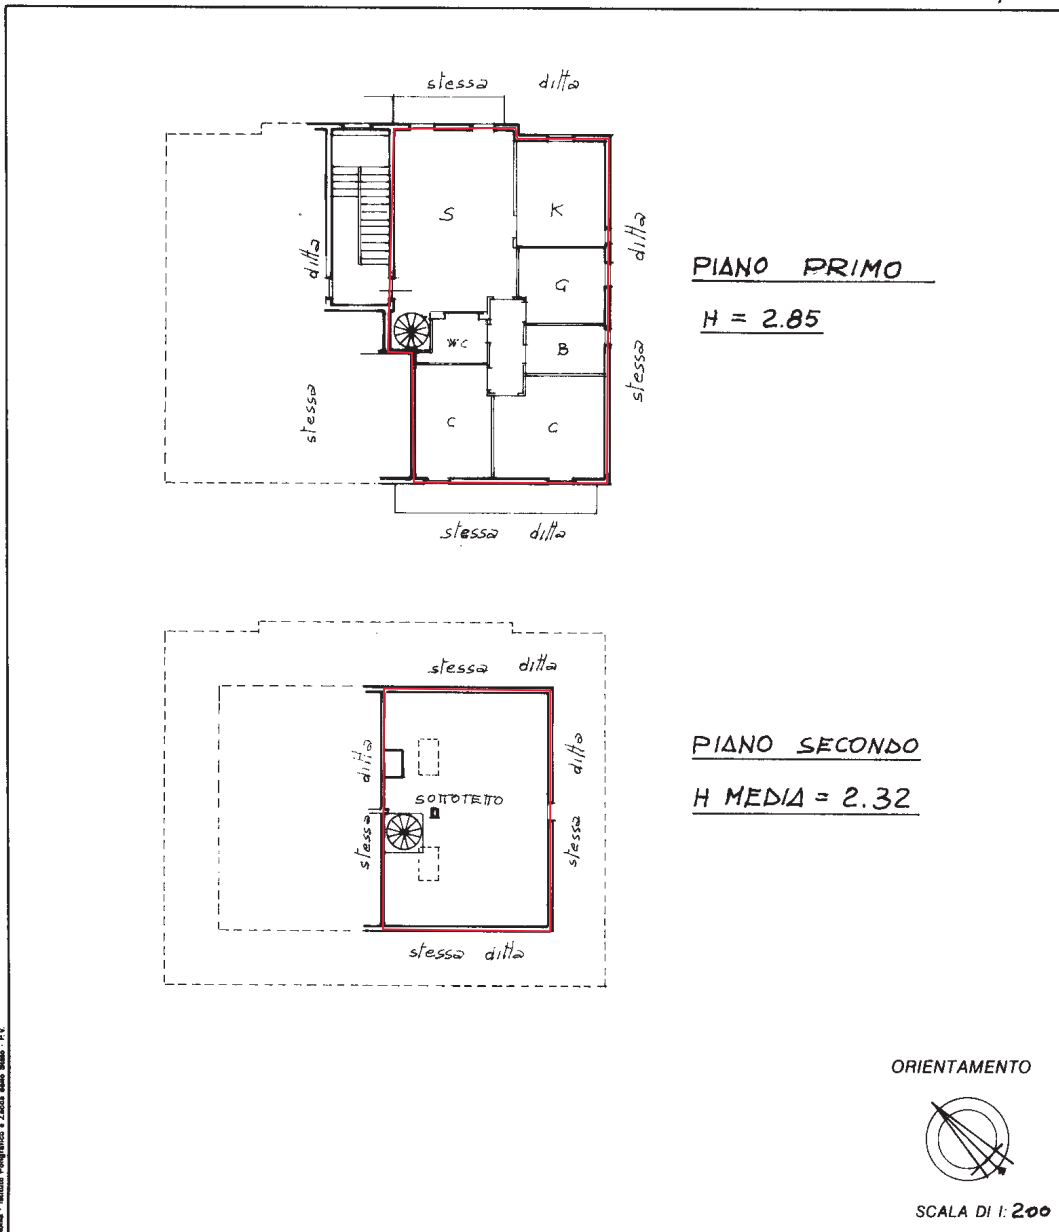 stessa ditta
S
K
ditta
ditta
PIANO PRIMO
G
H = 2.85
WC
B
stessa
stessa
C
C
stessa ditta
stessa ditta
ditta
ditta
PIANO SECONDO
SOTTOTETTO
H MEDIA = 2.32
stessa
stessa
stessa ditta
ORIENTAMENTO
SCALA DI 1: 200